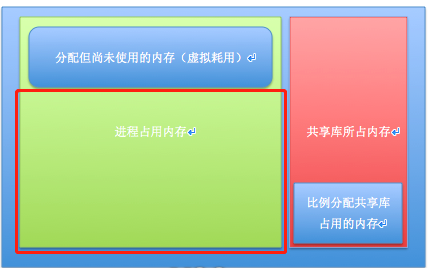 分配但尚未使用的内存（虚拟耗用）
进程占用内存
共享库所占内存
比例分配共享库
占用的内存